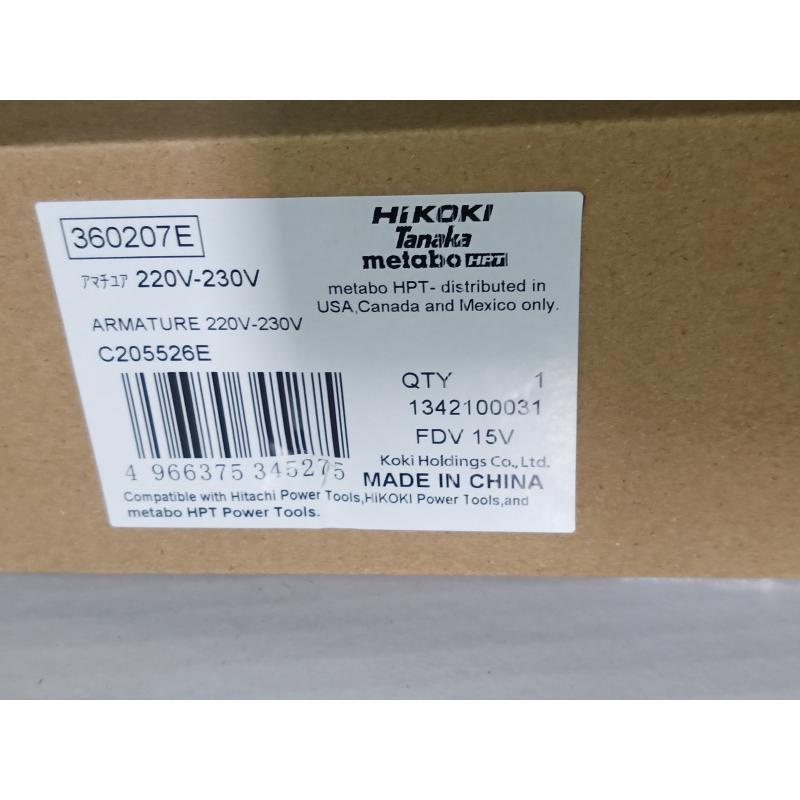 360207E
アマチュア 220V-230V
ARMATURE 220V-230V
C205526E
4 966375 345275
Compatible with Hitachi Power Tools,HiKOKI Power Tools,and
metabo HPT Power Tools.
HiKOKI
Tanaka
metabo HPT
metabo HPT- distributed in
USA,Canada and Mexico only.
QTY 1
1342100031
FDV 15V
Koki Holdings Co.,Ltd.
MADE IN CHINA